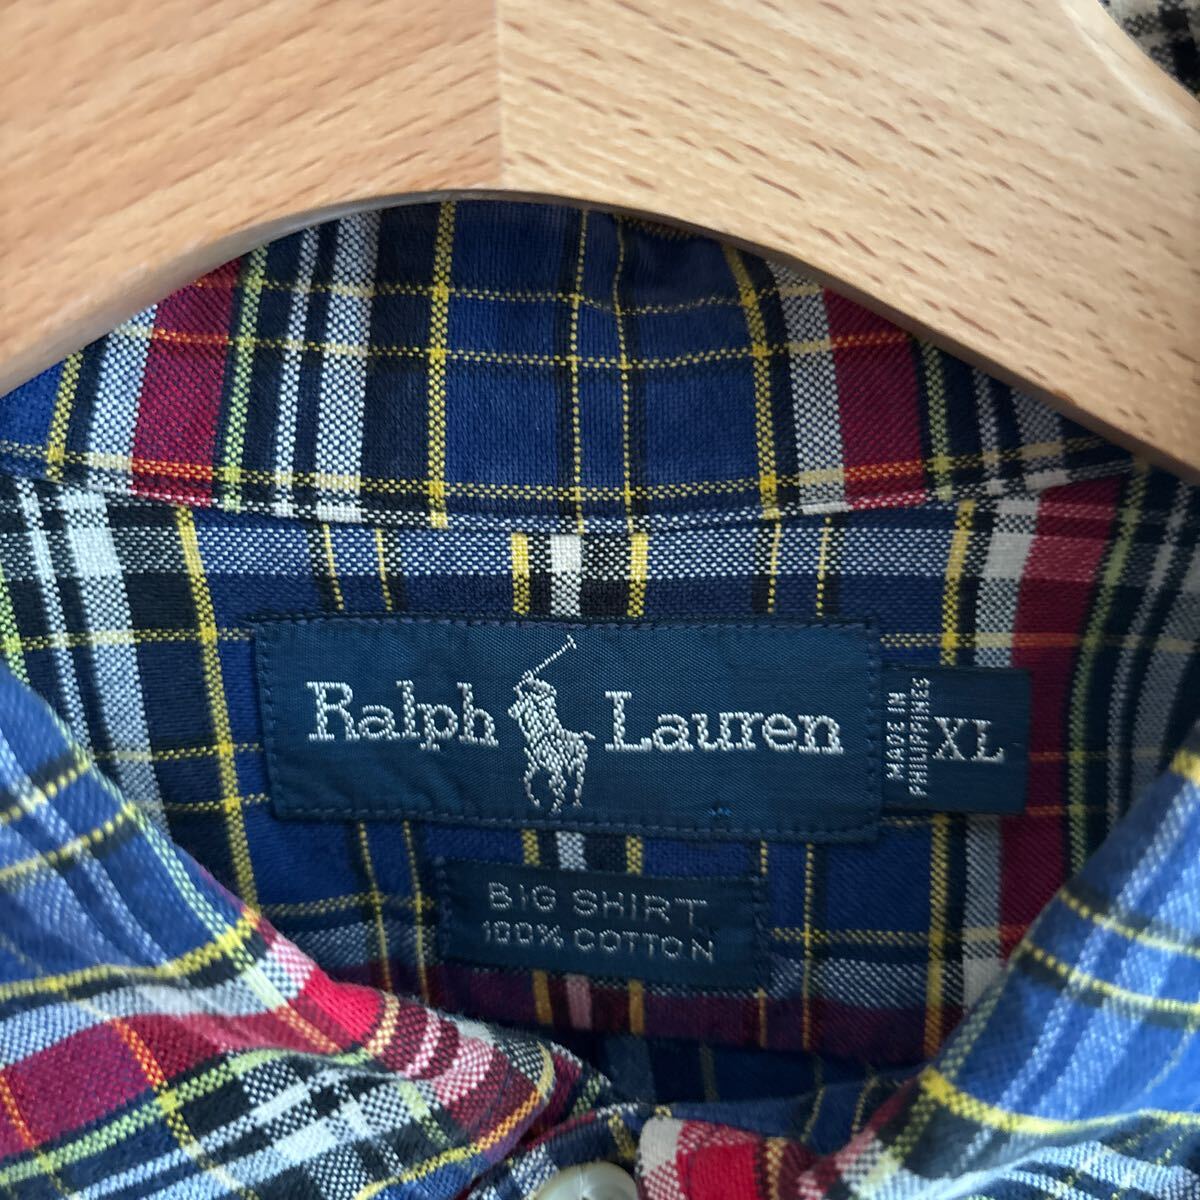 Ralph Lauren
MADE IN
PHILIPPINES
XL
BIG SHIRT
100% COTTON